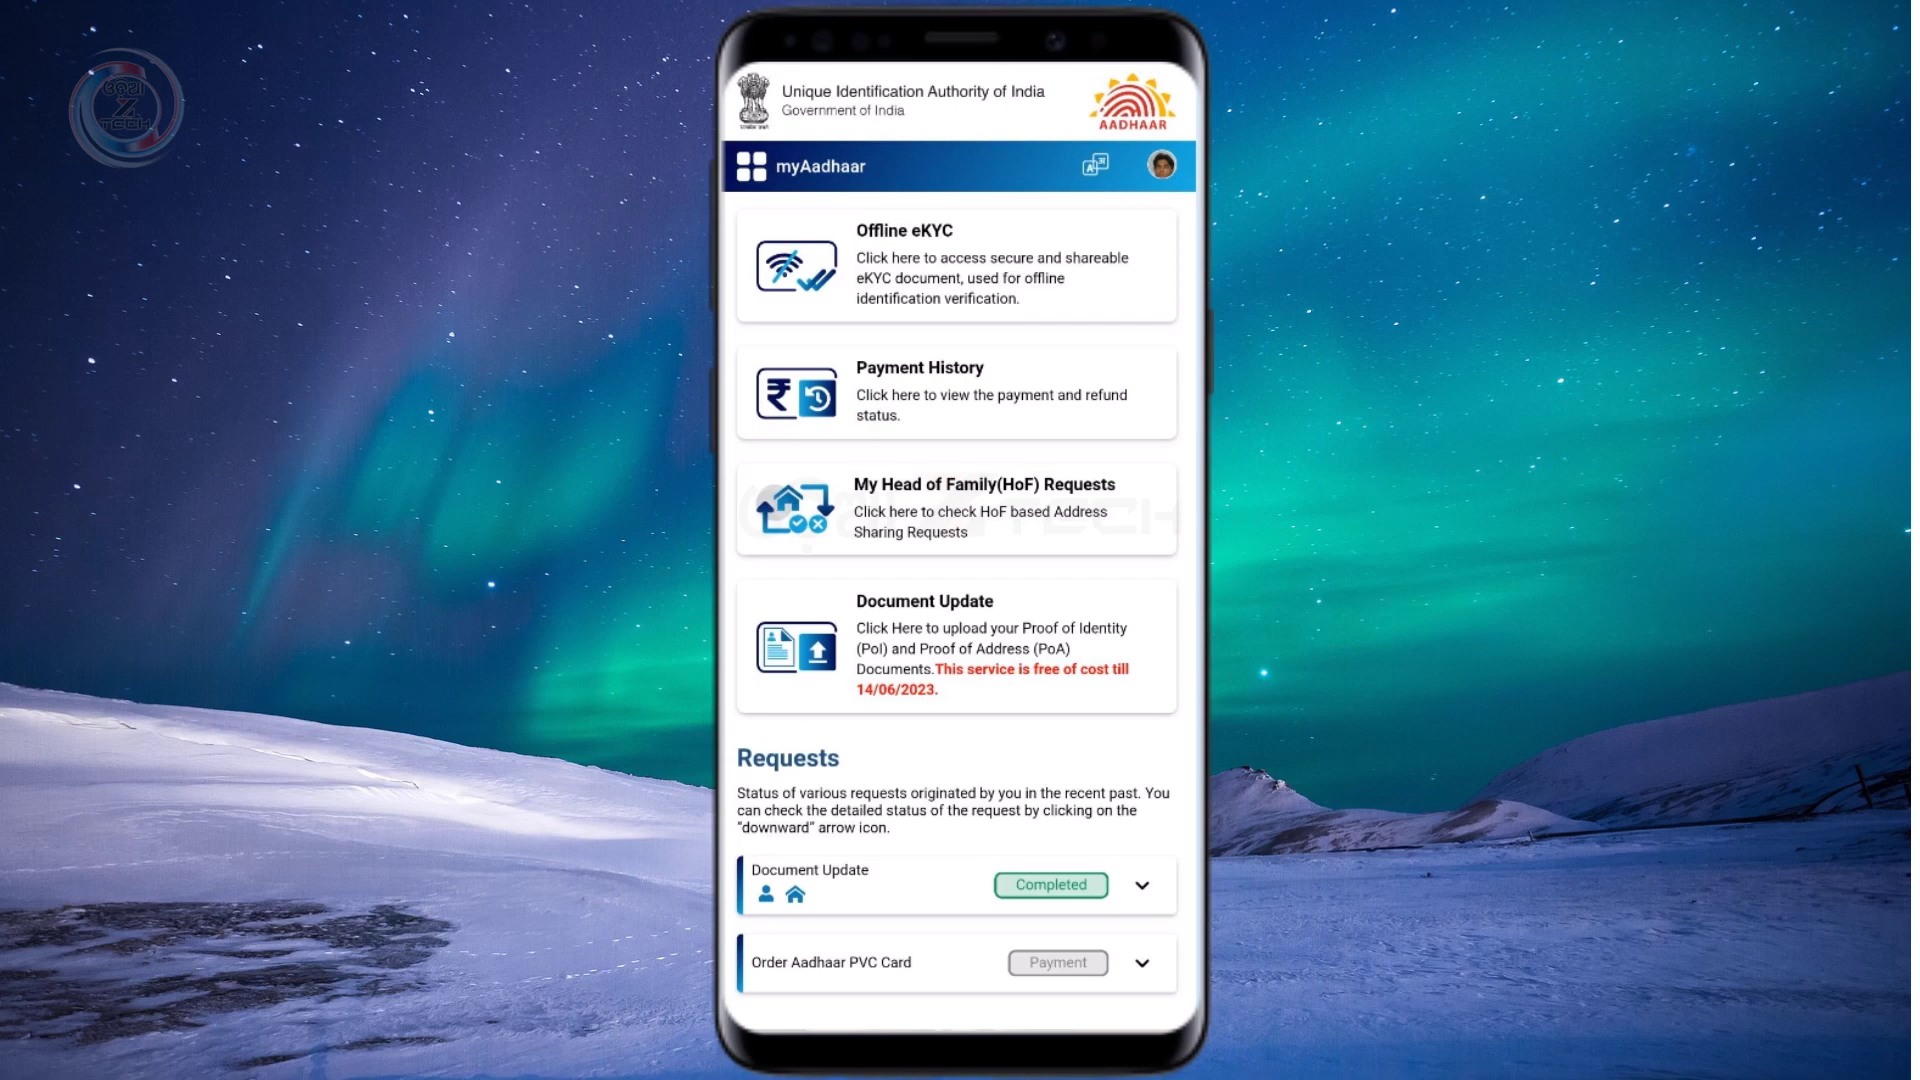 ଓଡ଼ିଆ
Z
TECH
Unique Identification Authority of India
Government of India
AADHAAR
myAadhaar
Offline eKYC
Click here to access secure and shareable
eKYC document, used for offline
identification verification.
Payment History
Click here to view the payment and refund
status.
My Head of Family(HoF) Requests
Click here to check HoF based Address
Sharing Requests
Document Update
Click Here to upload your Proof of Identity
(PoI) and Proof of Address (PoA)
Documents.This service is free of cost till
14/06/2023.
Requests
Status of various requests originated by you in the recent past. You
can check the detailed status of the request by clicking on the
“downward” arrow icon.
Document Update
Completed
Order Aadhaar PVC Card
Payment